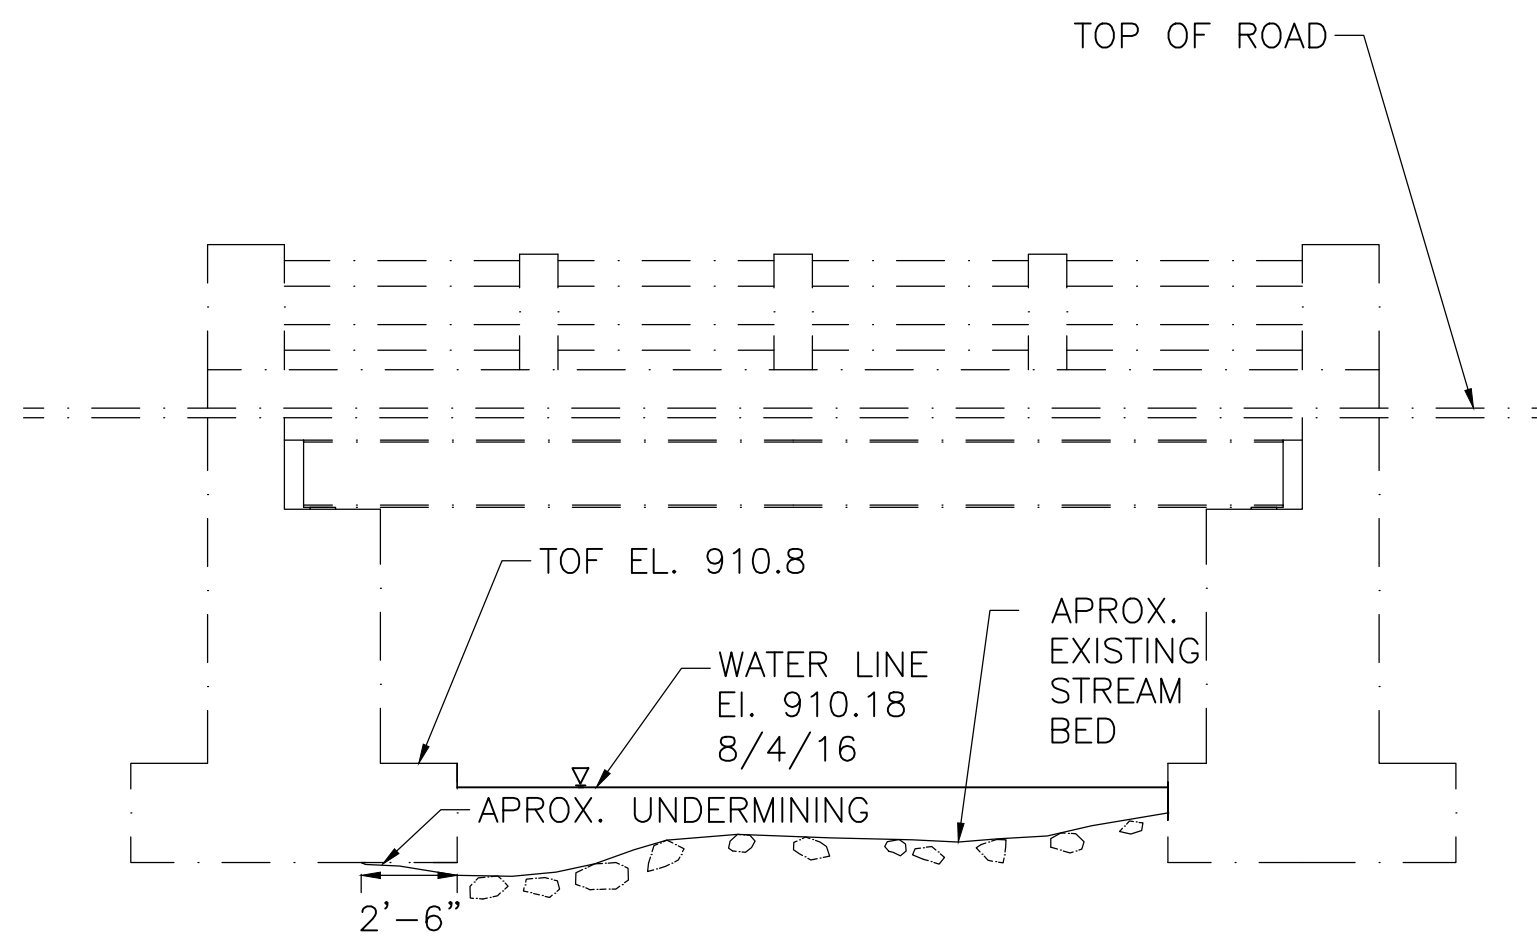 TOP OF ROAD
TOF EL. 910.8
APROX.
EXISTING
STREAM
BED
WATER LINE
El. 910.18
8/4/16
APROX. UNDERMINING
2'-6"